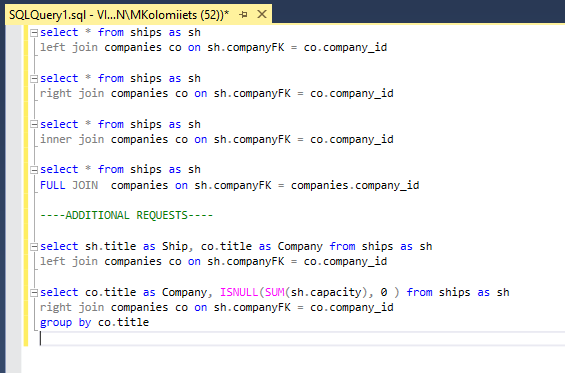 SQLQuery1.sql - VI...N\MKolomiiets (52))*
select * from ships as sh
left join companies co on sh.companyFK = co.company_id
select * from ships as sh
right join companies co on sh.companyFK = co.company_id
select * from ships as sh
inner join companies co on sh.companyFK = co.company_id
select * from ships as sh
FULL JOIN  companies on sh.companyFK = companies.company_id
----ADDITIONAL REQUESTS----
select sh.title as Ship, co.title as Company from ships as sh
left join companies co on sh.companyFK = co.company_id
select co.title as Company, ISNULL(SUM(sh.capacity), 0 ) from ships as sh
right join companies co on sh.companyFK = co.company_id
group by co.title